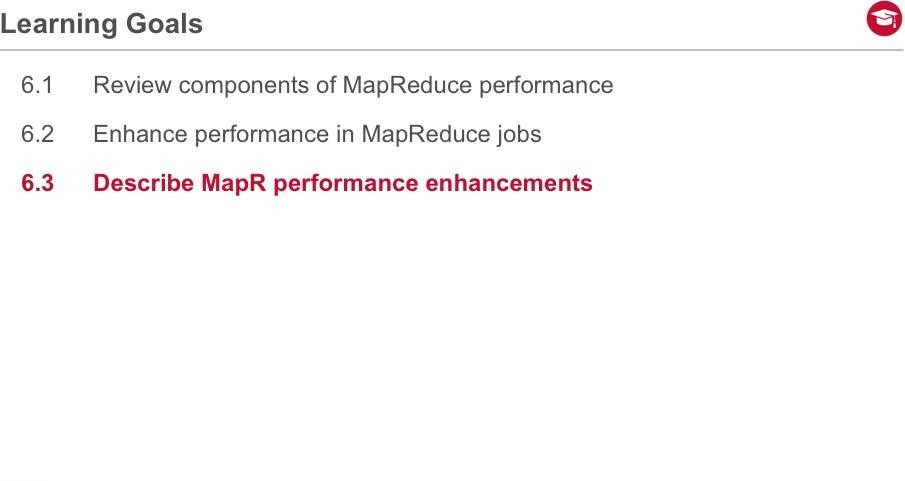 Learning Goals
6.1 Review components of MapReduce performance
6.2 Enhance performance in MapReduce jobs
6.3 Describe MapR performance enhancements